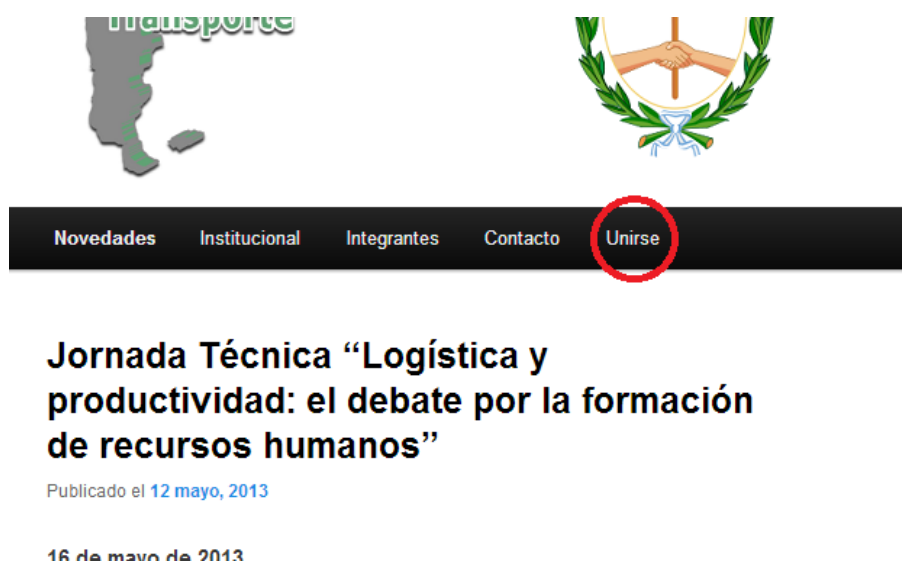 Transporte
Novedades Institucional Integrantes Contacto Unirse
Jornada Técnica “Logística y
productividad: el debate por la formación
de recursos humanos”
Publicado el 12 mayo, 2013
16 de mayo de 2013